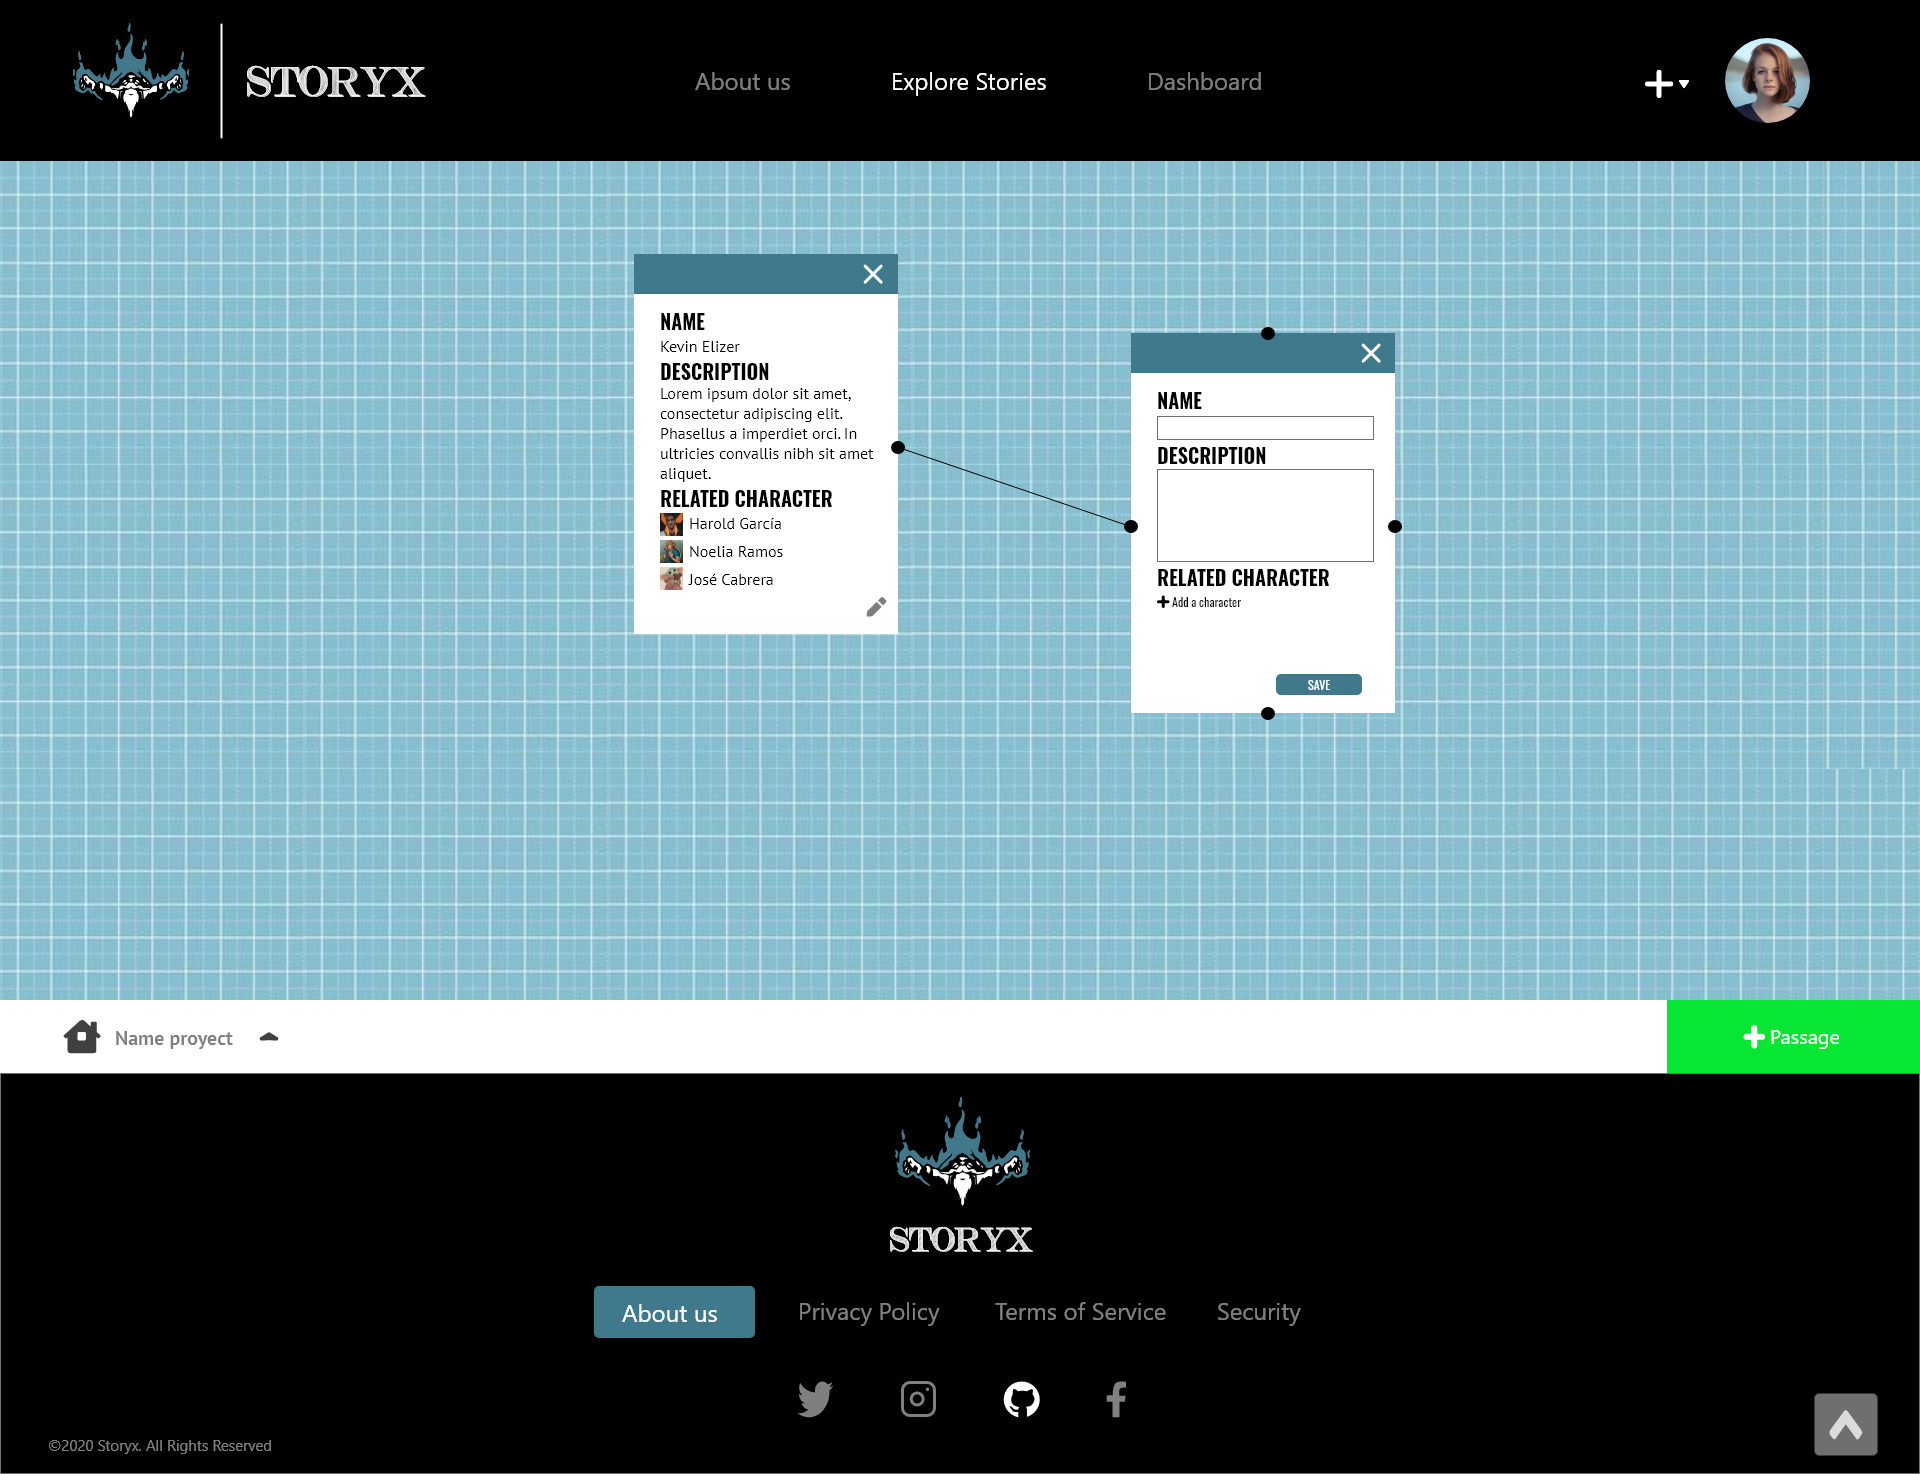 STORYX
About us
Explore Stories
Dashboard
NAME
Kevin Elizer
DESCRIPTION
Lorem ipsum dolor sit amet,
consectetur adipiscing elit.
Phasellus a imperdiet orci. In
ultricies convallis nibh sit amet
aliquet.
RELATED CHARACTER
Harold García
Noelia Ramos
José Cabrera
NAME
DESCRIPTION
RELATED CHARACTER
Add a character
SAVE
Name proyect
Passage
STORYX
About us
Privacy Policy
Terms of Service
Security
©2020 Storyx. All Rights Reserved